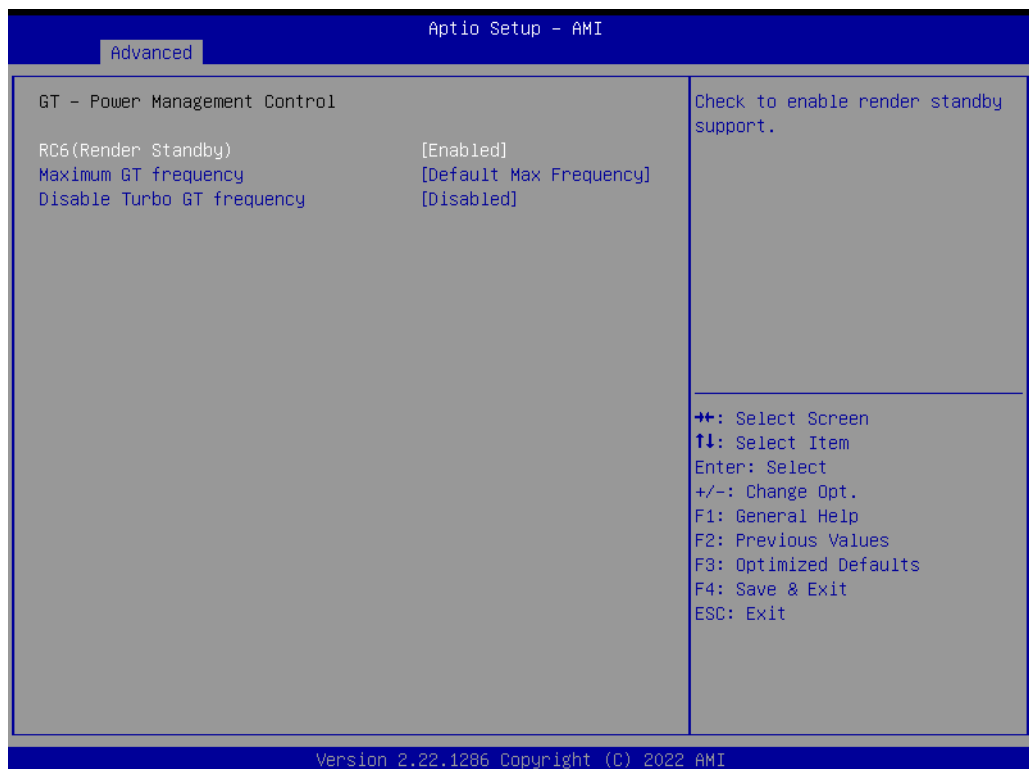 Aptio Setup – AMI
Advanced
GT – Power Management Control
RC6(Render Standby) [Enabled]
Maximum GT frequency [Default Max Frequency]
Disable Turbo GT frequency [Disabled]
Check to enable render standby
support.
→←: Select Screen
↑↓: Select Item
Enter: Select
+/-: Change Opt.
F1: General Help
F2: Previous Values
F3: Optimized Defaults
F4: Save & Exit
ESC: Exit
Version 2.22.1286 Copyright (C) 2022 AMI